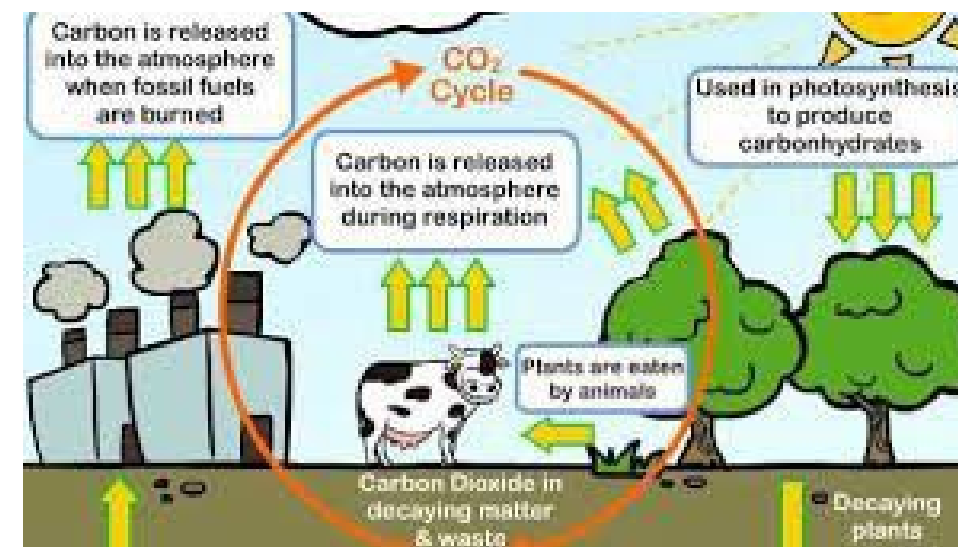 Carbon is released
into the atmosphere
when fossil fuels
are burned
CO₂
Cycle
Used in photosynthesis
to produce
carbonhydrates
Carbon is released
into the atmosphere
during respiration
Plants are eaten
by animals
Carbon Dioxide in
decaying matter
& waste
Decaying
plants